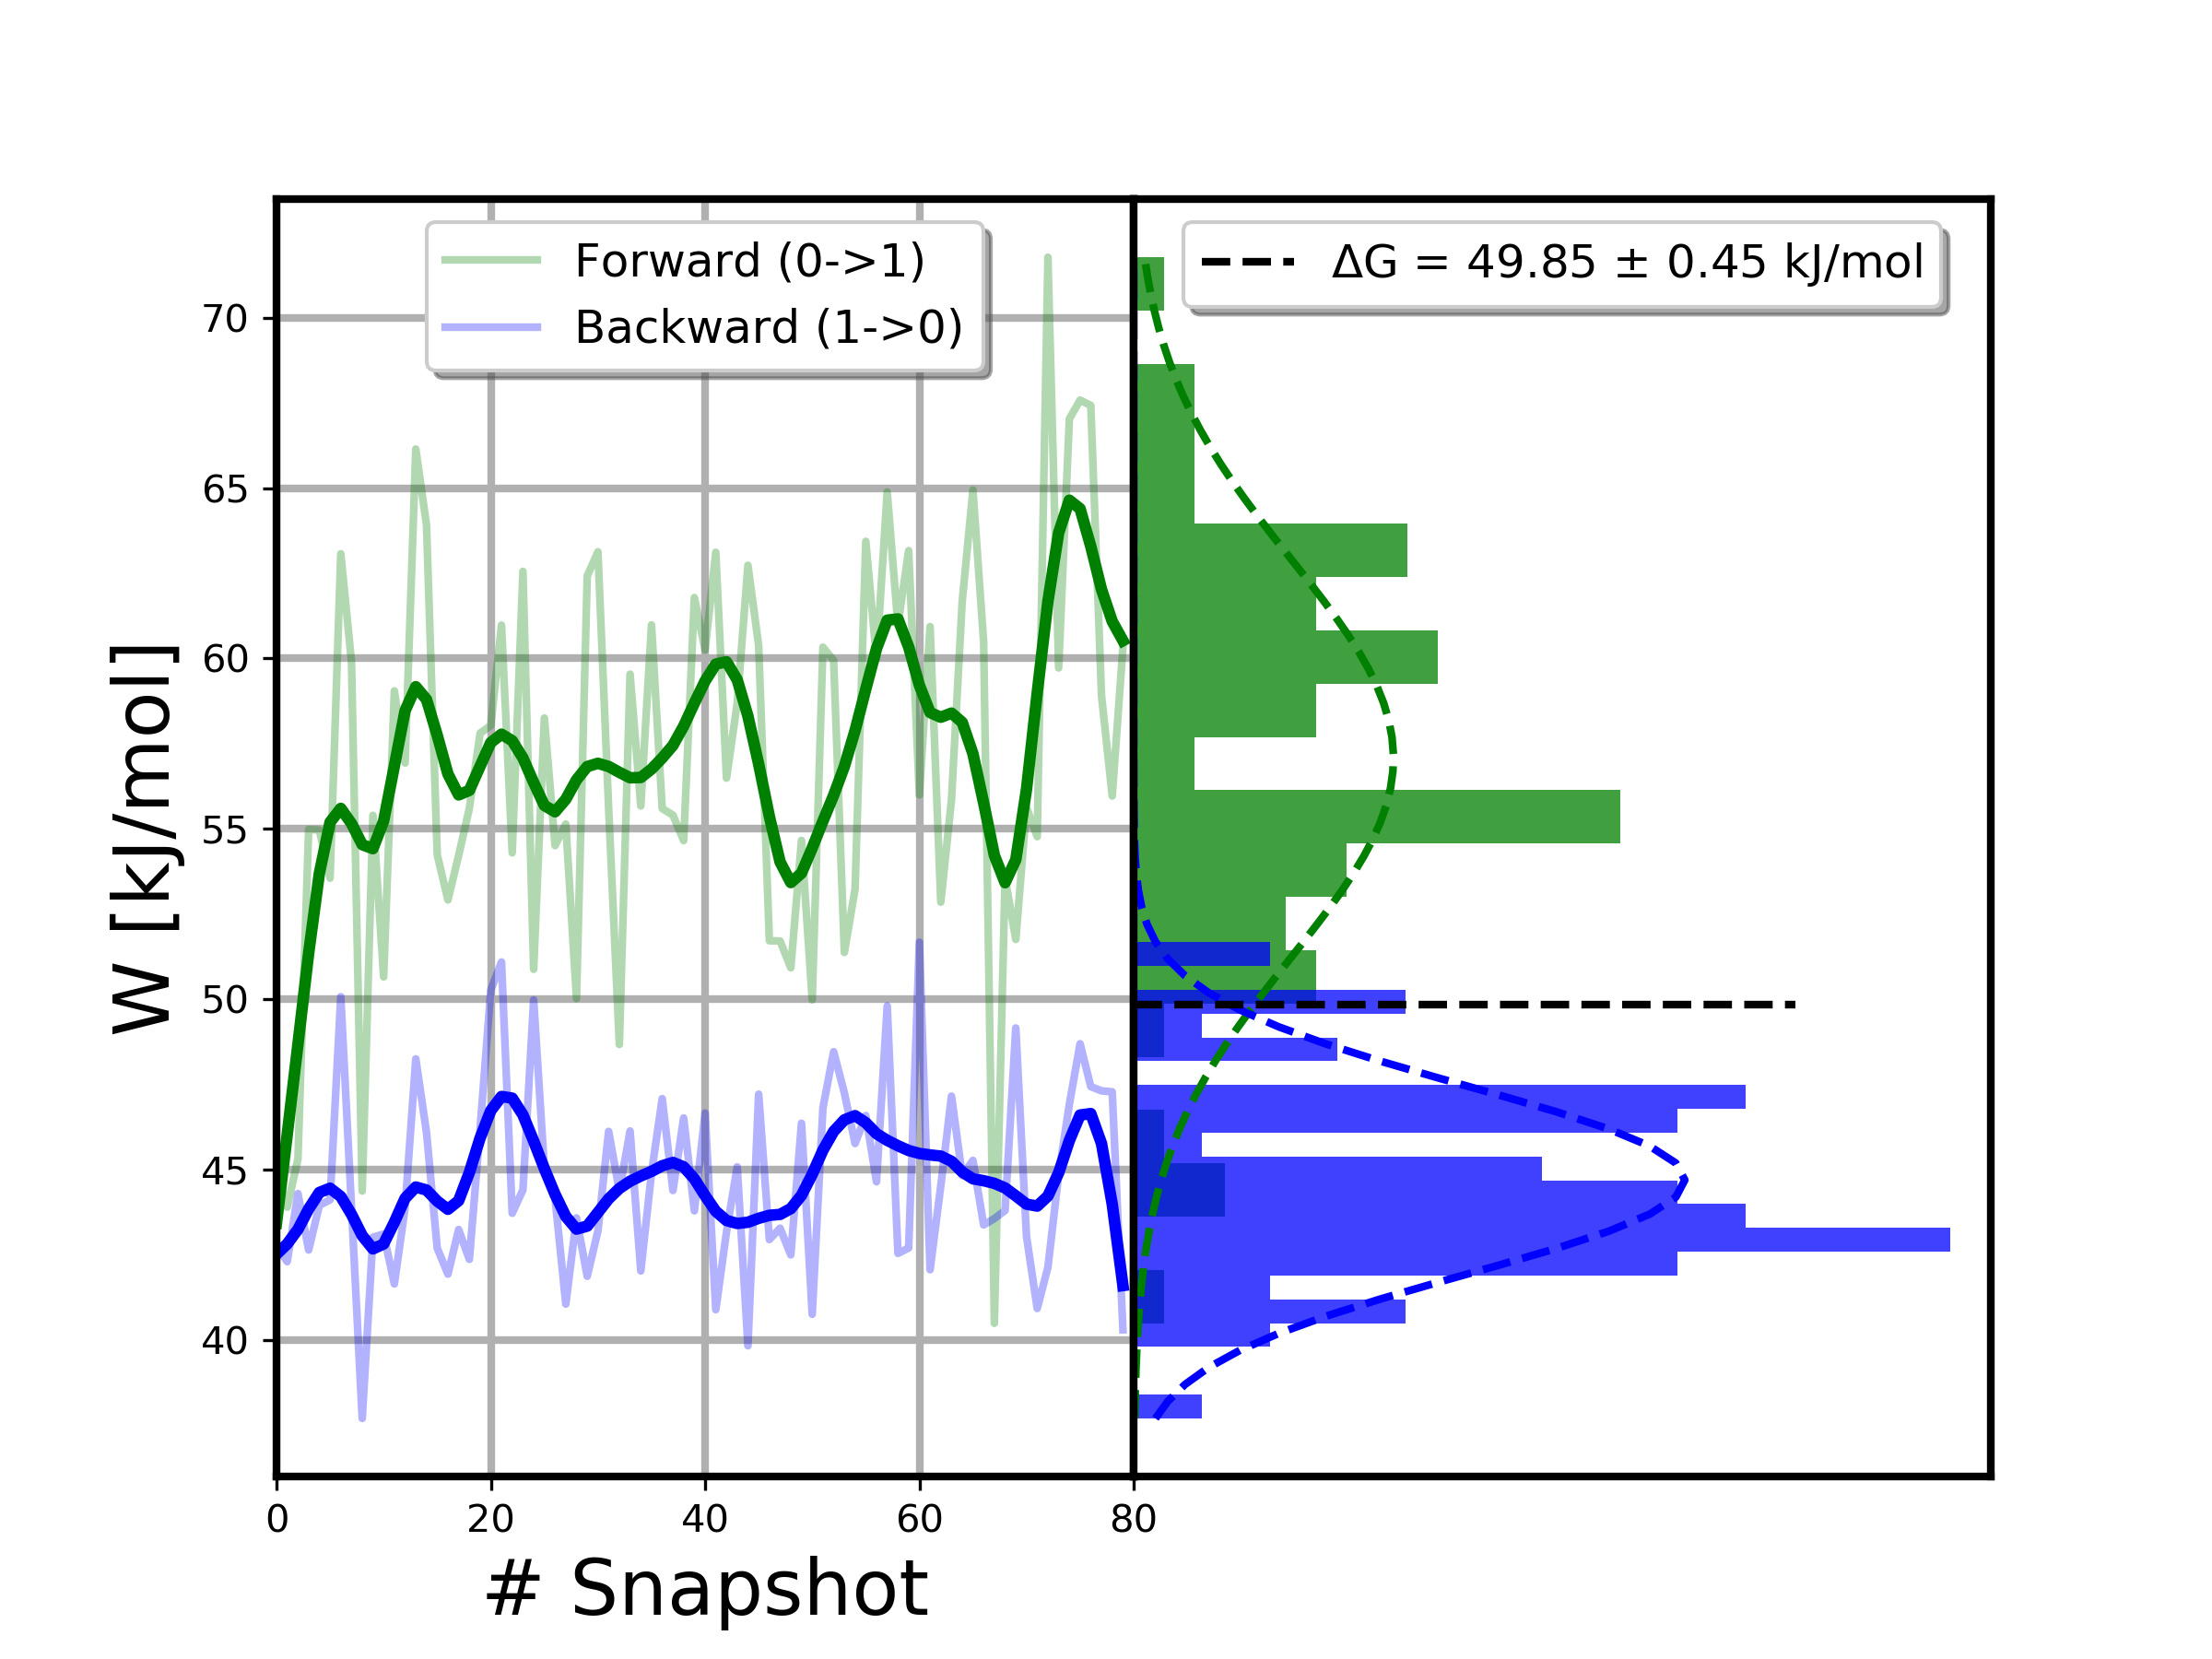 Forward (0->1)
Backward (1->0)
ΔG = 49.85 ± 0.45 kJ/mol
W [kJ/mol]
70
65
60
55
50
45
40
0 20 40 60 80
# Snapshot